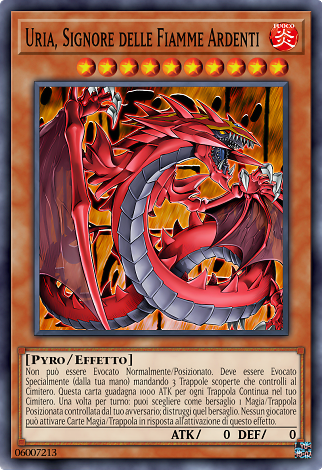 Uria, Signore delle Fiamme Ardenti
FUOCO
炎
[Pyro/Effetto]
Non può essere Evocato Normalmente/Posizionato. Deve essere Evocato
Specialmente (dalla tua mano) mandando 3 Trappole scoperte che controlli al
Cimitero. Questa carta guadagna 1000 ATK per ogni Trappola Continua nel tuo
Cimitero. Una volta per turno: puoi scegliere come bersaglio 1 Magia/Trappola
Posizionata controllata dal tuo avversario; distruggi quel bersaglio. Nessun giocatore
può attivare Carte Magia/Trappola in risposta all'attivazione di questo effetto.
ATK/ 0 DEF/ 0
06007213